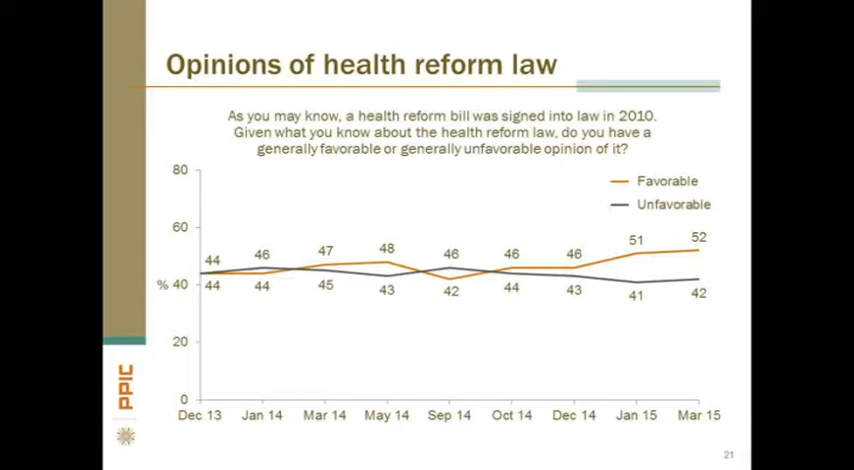 Opinions of health reform law
As you may know, a health reform bill was signed into law in 2010.
Given what you know about the health reform law, do you have a
generally favorable or generally unfavorable opinion of it?
80
Favorable
Unfavorable
60
44 46 47 48 46 46 46 51 52
% 40
44 44 45 43 42 44 43 41 42
20
0
Dec 13 Jan 14 Mar 14 May 14 Sep 14 Oct 14 Dec 14 Jan 15 Mar 15
PPIC
21